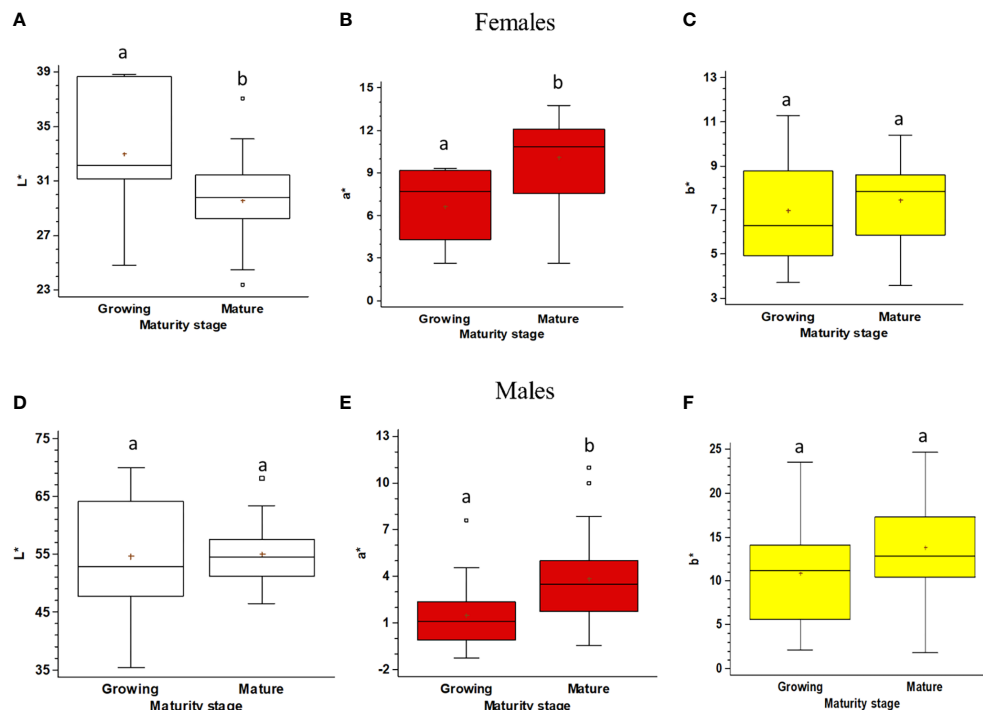 A
B
Females
C
a
b
39
35
31
27
23
L*
Growing
Mature
Maturity stage
a
b
15
12
9
6
3
0
a*
Growing
Mature
Maturity stage
a
a
13
11
9
7
5
3
b*
Growing
Mature
Maturity stage
Males
D
E
F
a
a
75
65
55
45
35
L*
Growing
Mature
Maturity stage
a
b
13
10
7
4
1
-2
a*
Growing
Mature
Maturity stage
a
a
25
20
15
10
5
0
b*
Growing
Mature
Maturity stage